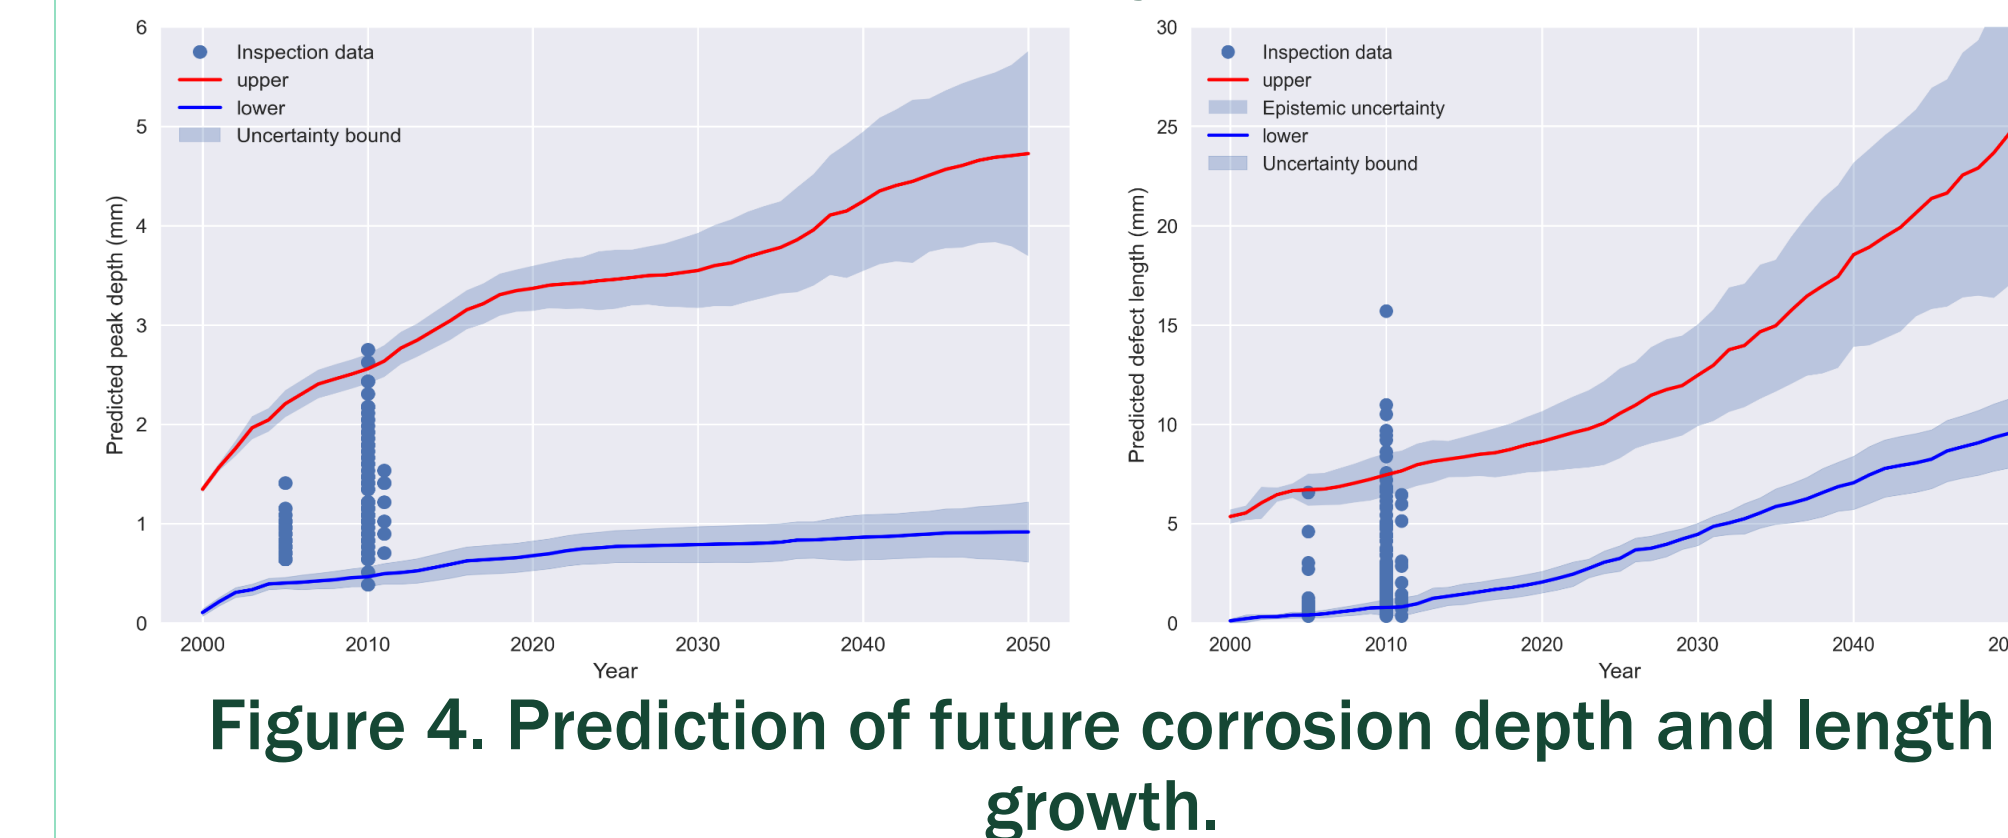 6
5
4
3
2
1
0
Predicted peak depth (mm)
Inspection data
upper
lower
Uncertainty bound
2000 2010 2020 2030 2040 2050
Year
30
25
20
15
10
5
0
Predicted defect length (mm)
Inspection data
upper
Epistemic uncertainty
lower
Uncertainty bound
2000 2010 2020 2030 2040 20
Year
Figure 4. Prediction of future corrosion depth and length
growth.